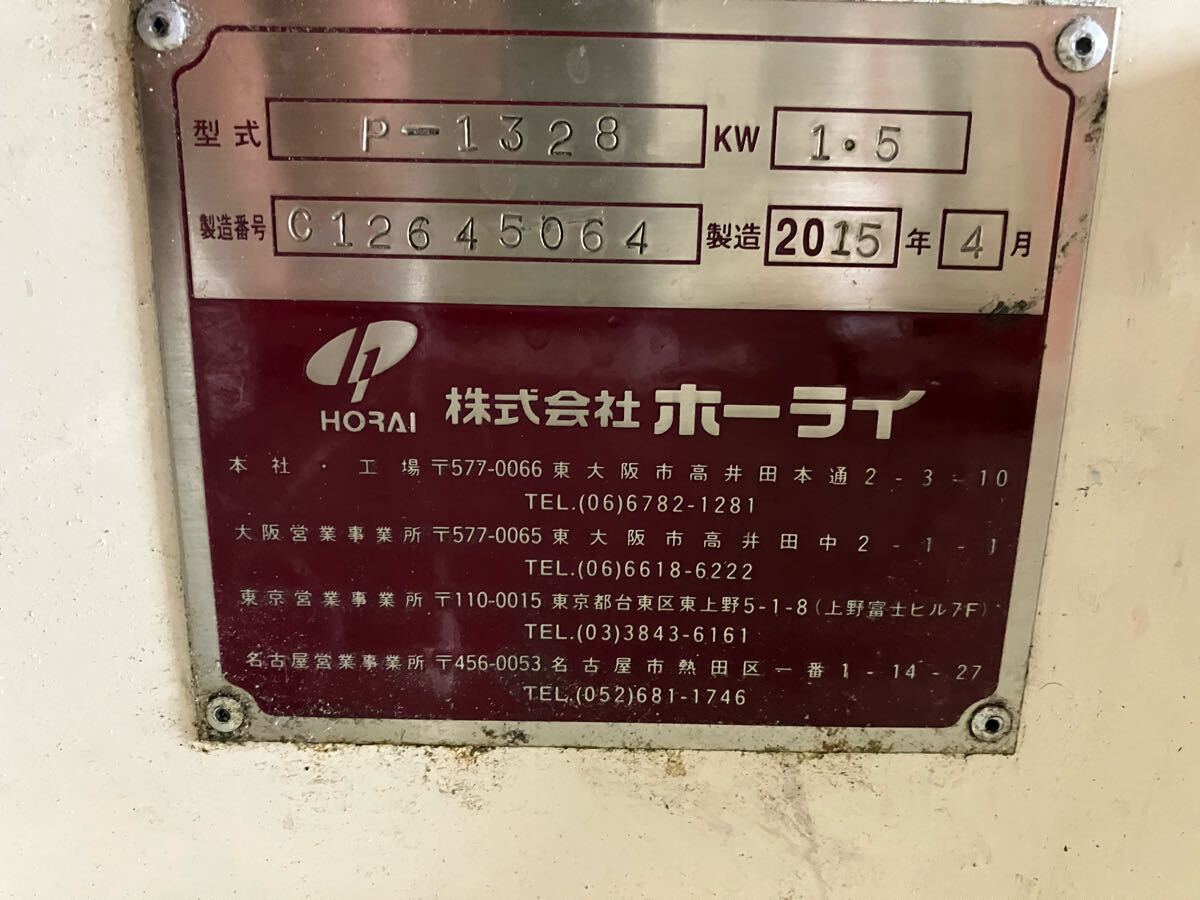 型式 P-1328 KW 1.5
製造番号 C12645064 製造 2015 年 4 月
HORAI 株式会社 ホーライ
本社・工場 〒577-0066 東大阪市高井田本通2-3-10
TEL.(06)6782-1281
大阪営業事業所 〒577-0065 東大阪市高井田中2-1-1
TEL.(06)6618-6222
東京営業事業所 〒110-0015 東京都台東区東上野5-1-8(上野富士ビル7F)
TEL.(03)3843-6161
名古屋営業事業所 〒456-0053 名古屋市熱田区一番1-14-27
TEL.(052)681-1746